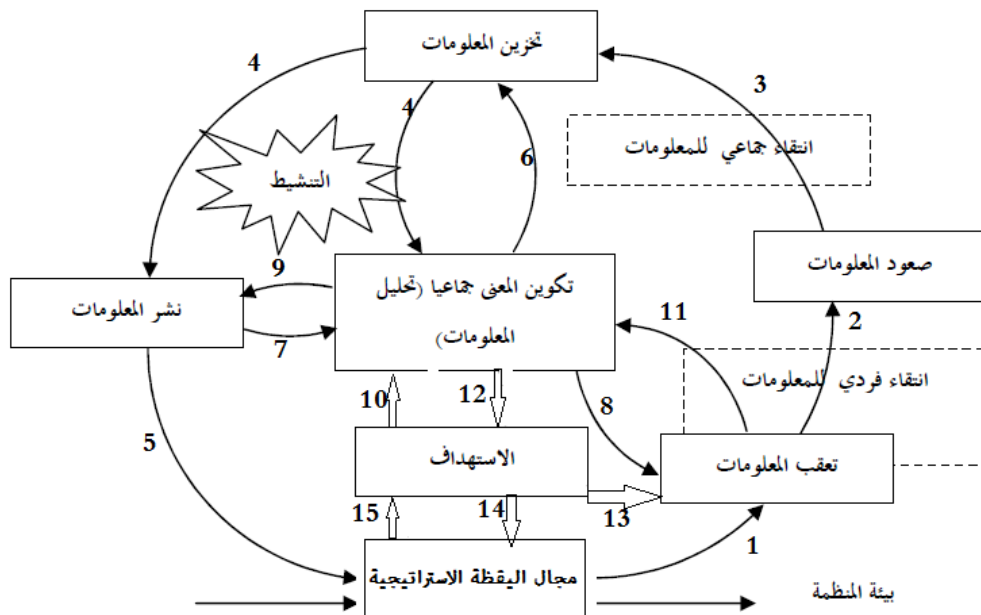 تخزين المعلومات
4
3
4
انتقاء جماعي للمعلومات
6
التنشيط
صعود المعلومات
9
تكوين المعنى جماعيا (تحليل
المعلومات)
نشر المعلومات
11
2
7
انتقاء فردي للمعلومات
10
12
8
5
الاستهداف
تعقب المعلومات
15
14
13
1
مجال اليقظة الاستراتيجية
بيئة المنظمة